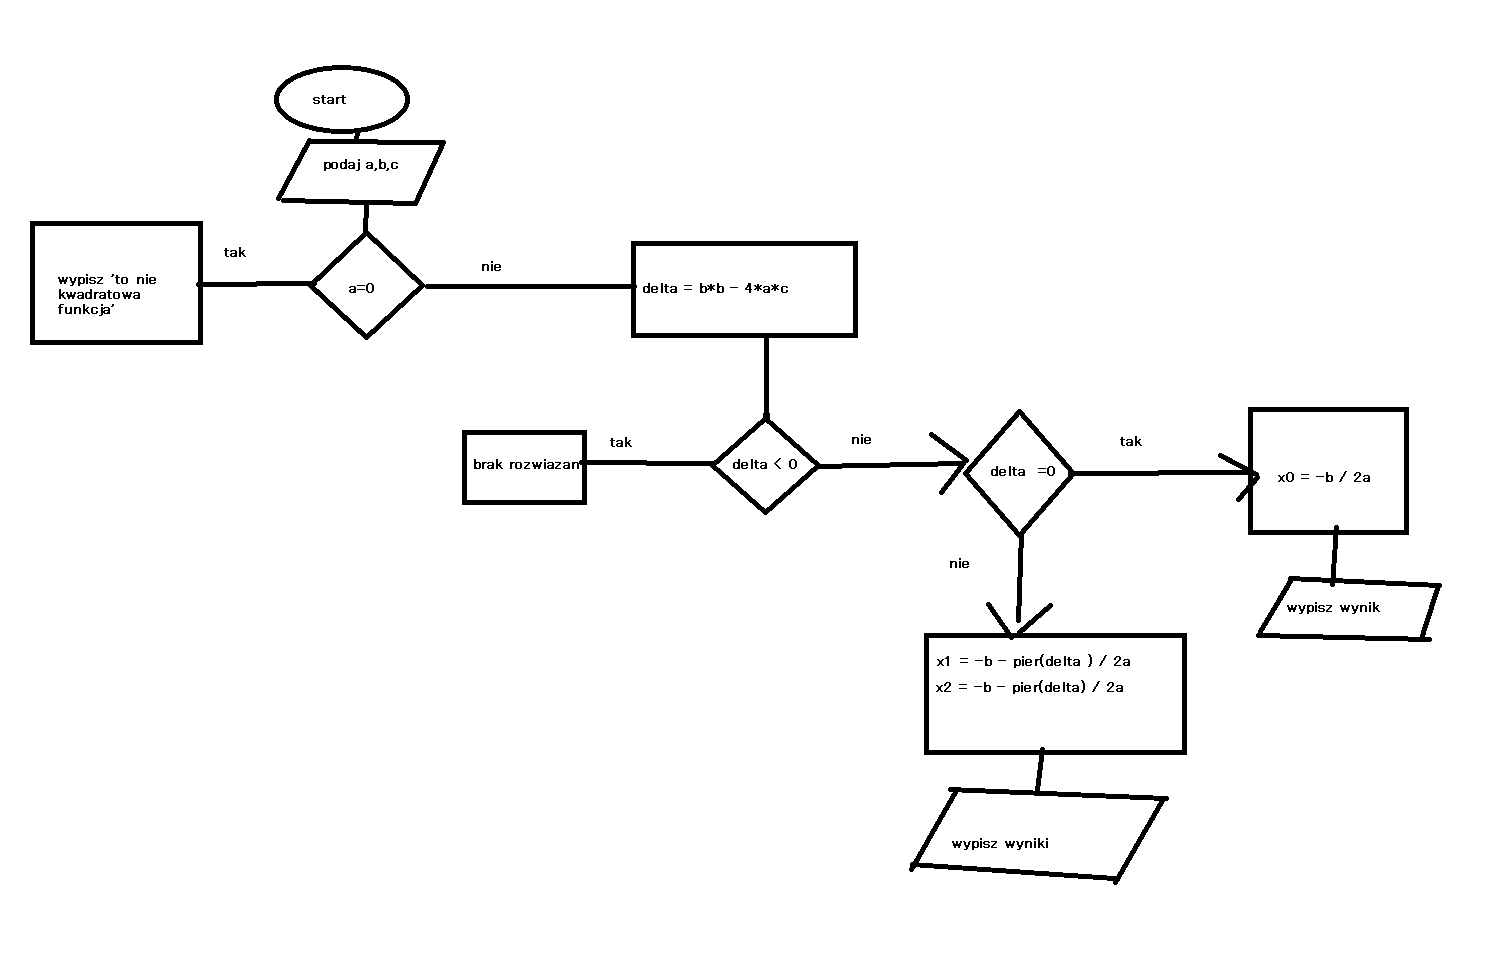 start
podaj a,b,c
tak
nie
wypisz 'to nie
kwadratowa
funkcja'
a=0
delta = b*b - 4*a*c
tak
nie
tak
brak rozwiazan
delta < 0
delta =0
x0 = -b / 2a
nie
wypisz wynik
x1 = -b - pier(delta ) / 2a
x2 = -b - pier(delta) / 2a
wypisz wyniki